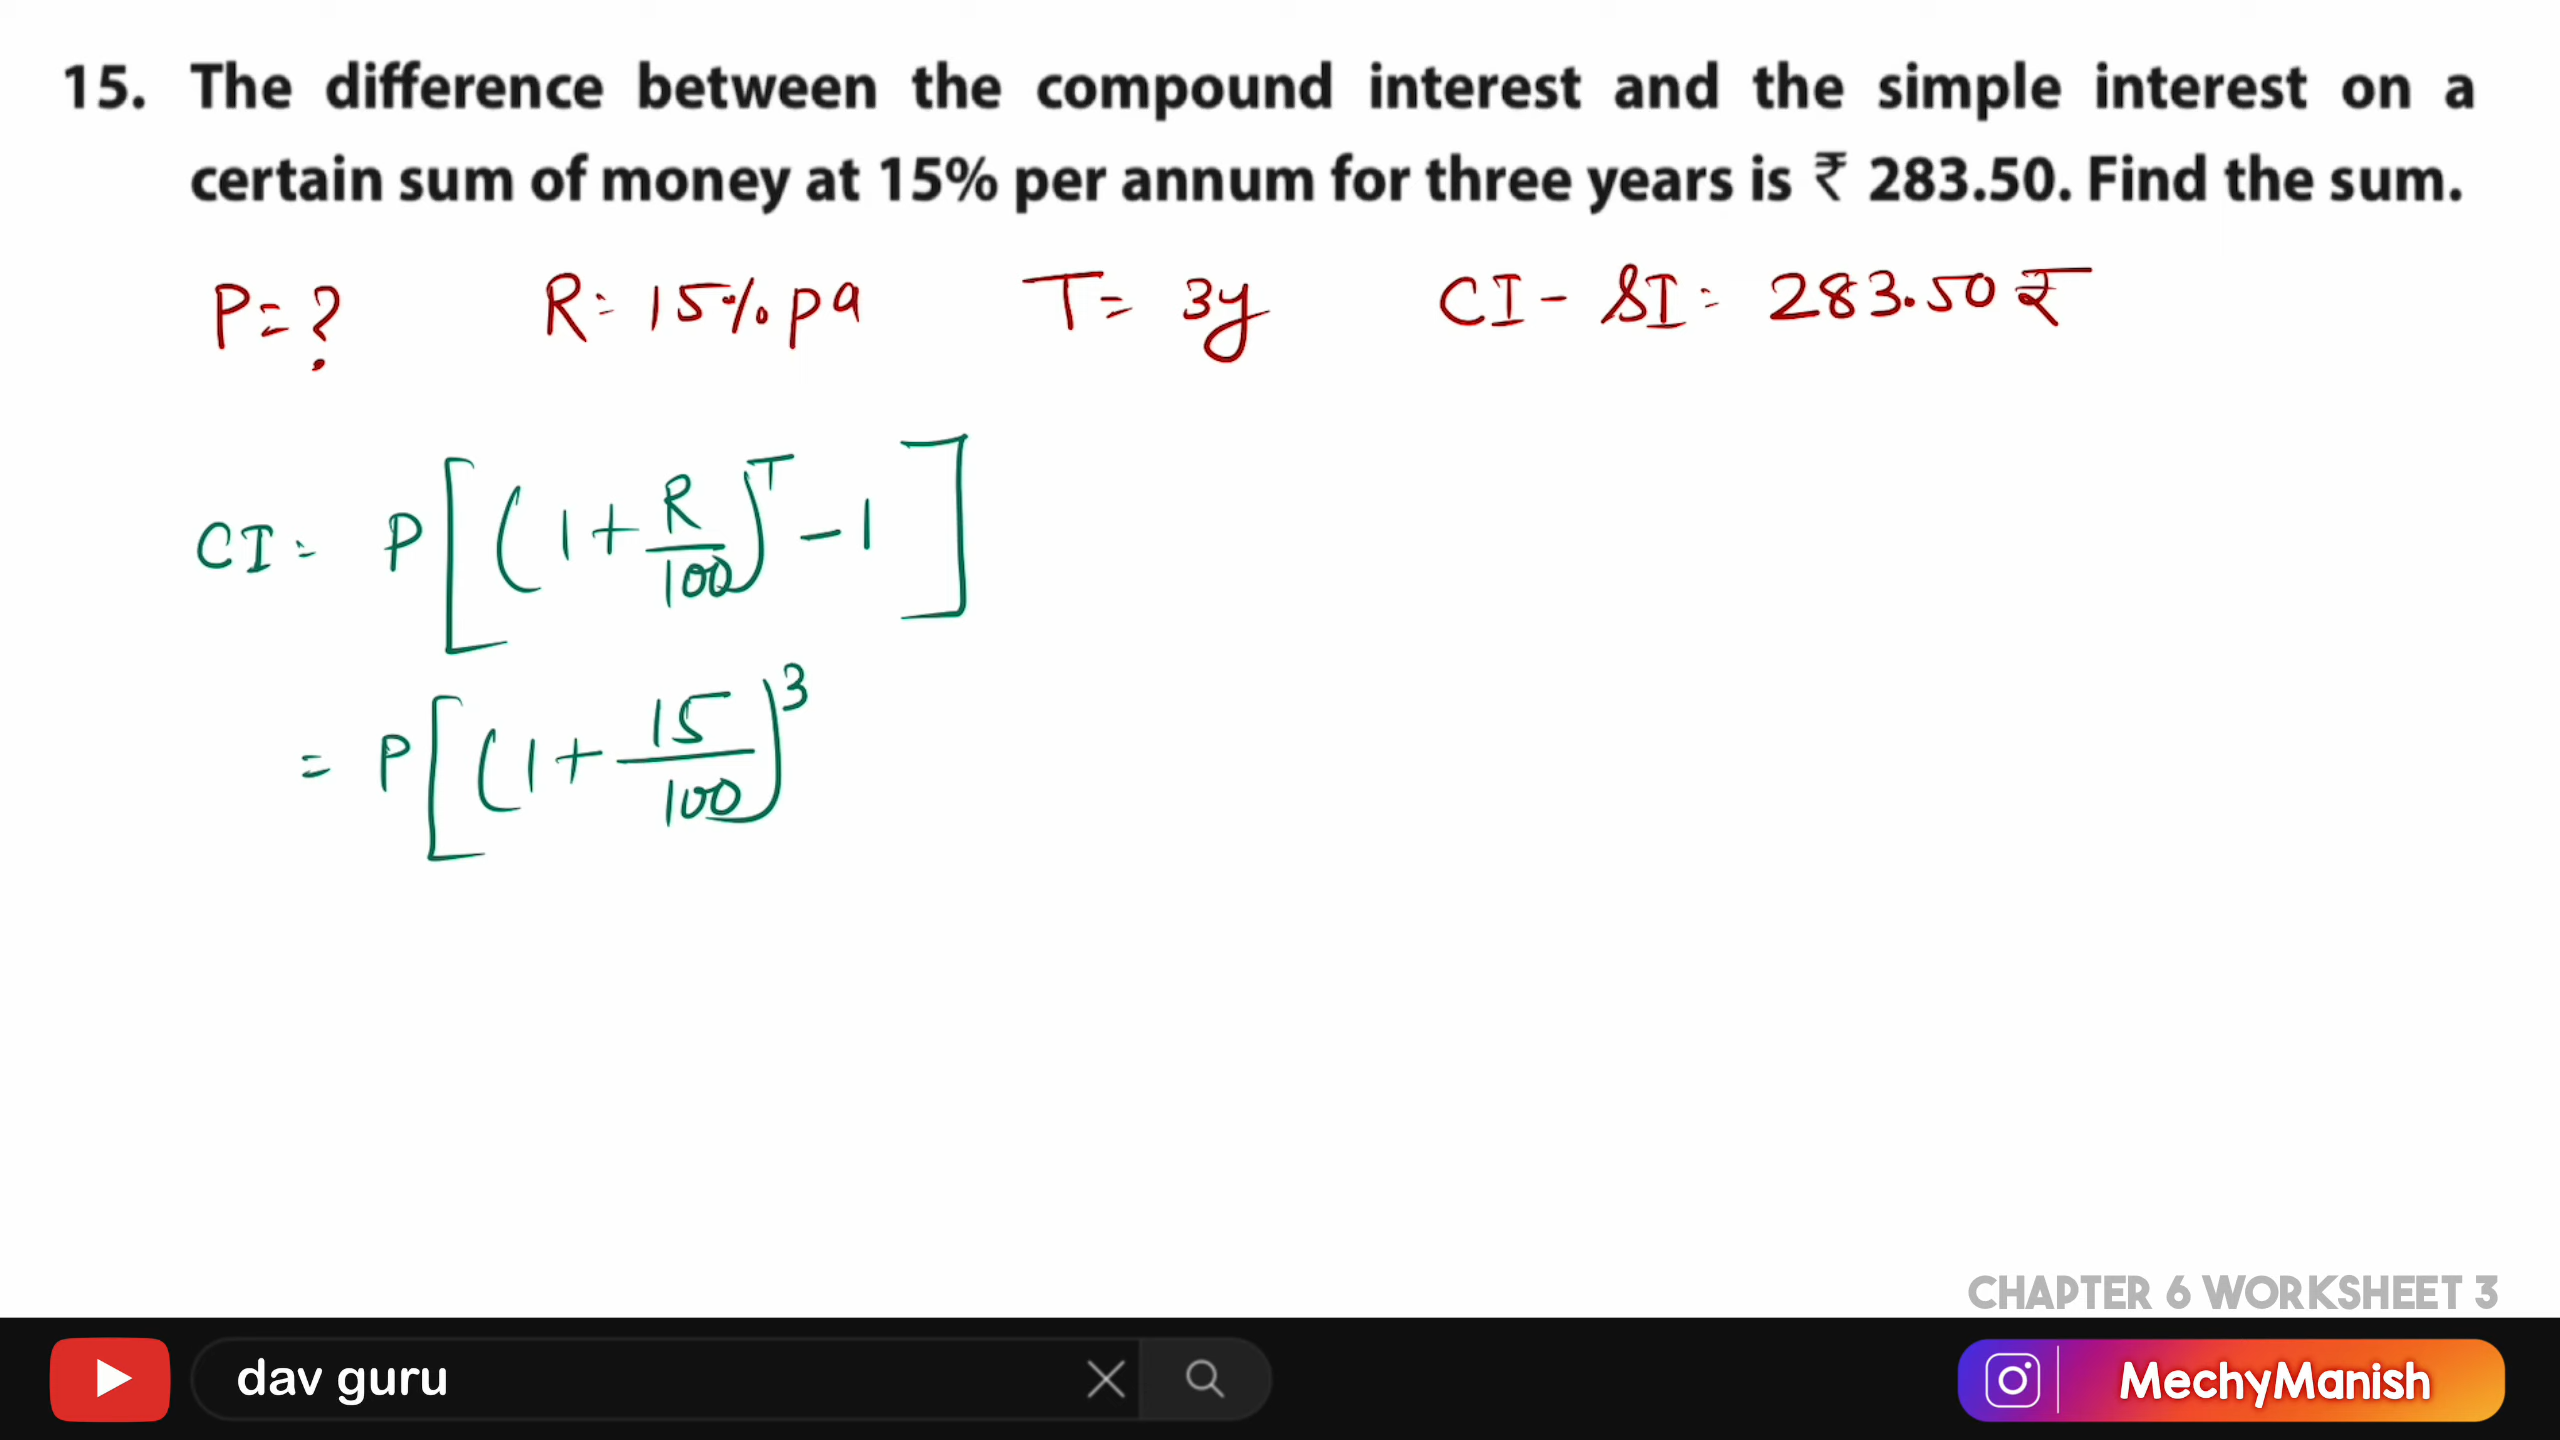 15. The difference between the compound interest and the simple interest on a
certain sum of money at 15% per annum for three years is ₹ 283.50. Find the sum.
P = ? R = 15% pa T = 3y CI - SI = 283.50 ₹
CI = P[(1 + R/100)^T - 1]
= P[(1 + 15/100)^3
CHAPTER 6 WORKSHEET 3
dav guru
MechyManish